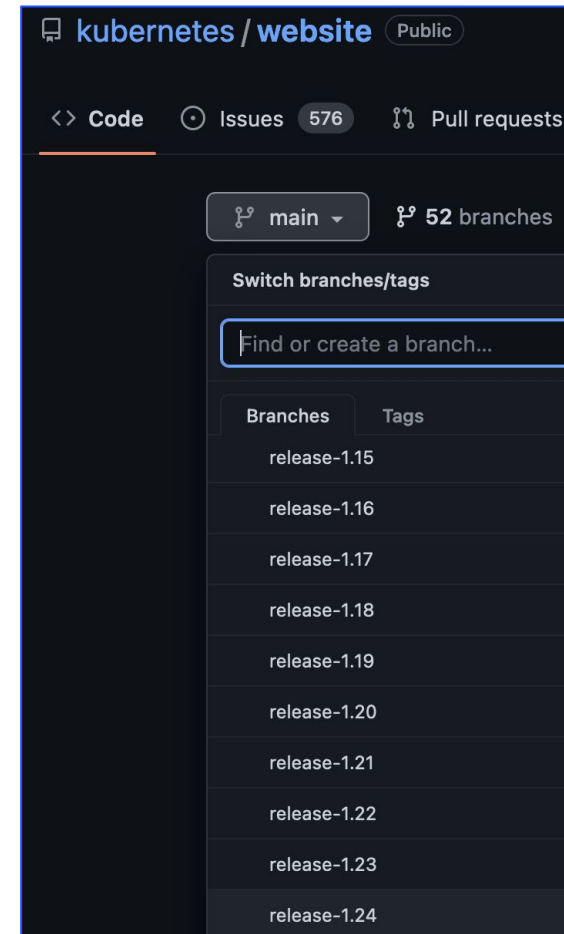 kubernetes / website Public
<> Code Issues 576 Pull requests
main 52 branches
Switch branches/tags
Find or create a branch...
Branches Tags
release-1.15
release-1.16
release-1.17
release-1.18
release-1.19
release-1.20
release-1.21
release-1.22
release-1.23
release-1.24